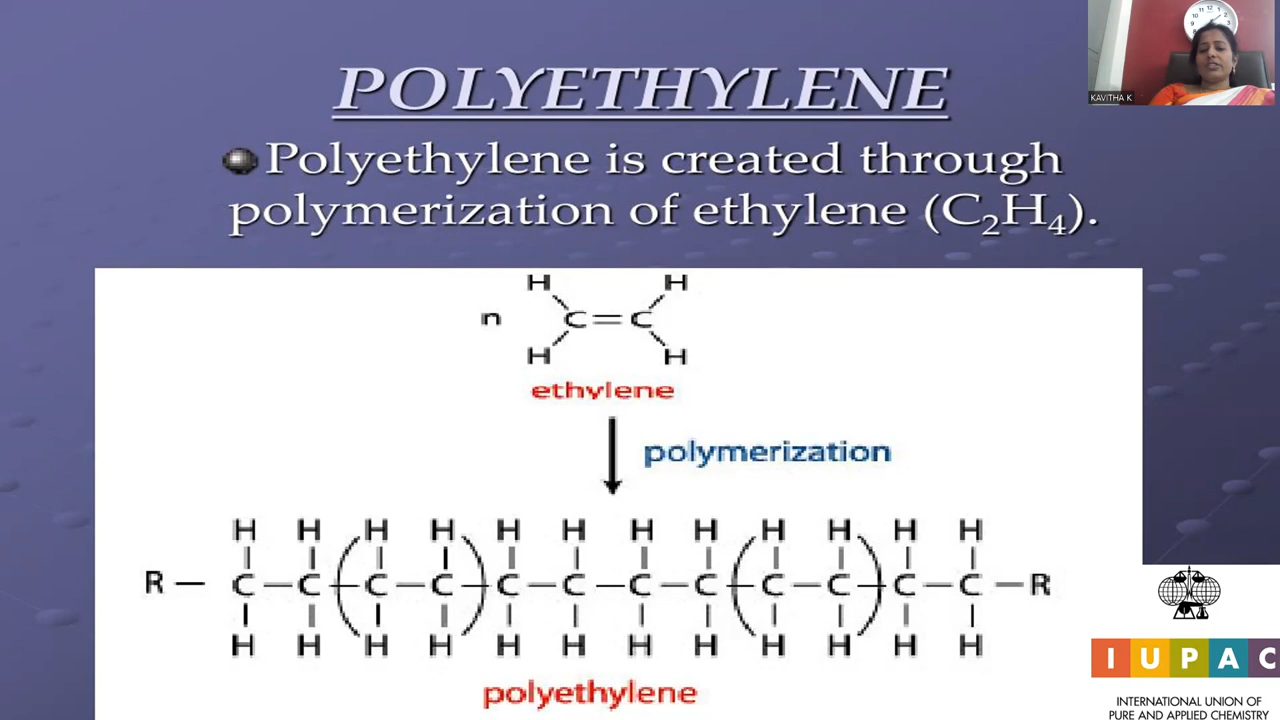 POLYETHYLENE
Polyethylene is created through
polymerization of ethylene (C₂H₄).
H H
n C=C
H H
ethylene
polymerization
H H H H H H H H H H H H
R — C — C — C — C — C — C — C — C — C — C — C — C — R
H H H H H H H H H H H H
polyethylene
KAVITHA K
I U P A C
INTERNATIONAL UNION OF
PURE AND APPLIED CHEMISTRY